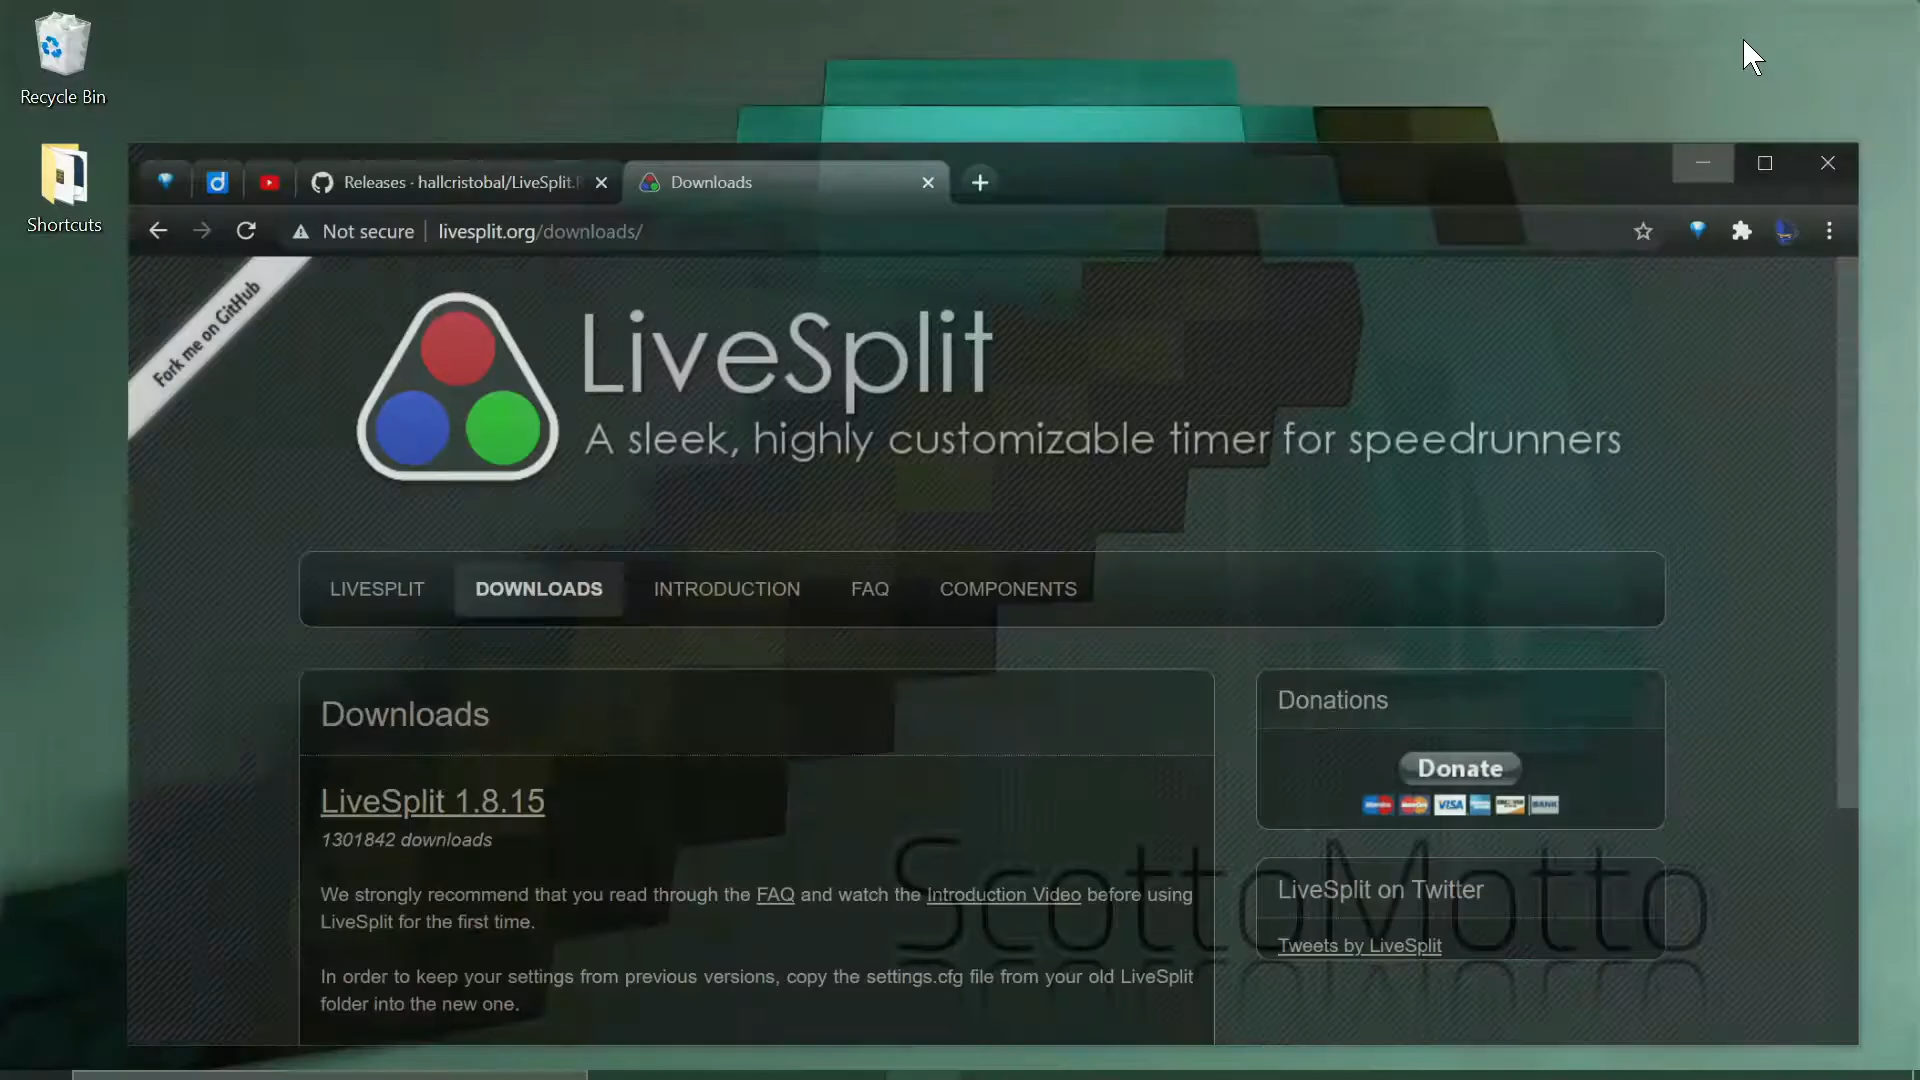 Recycle Bin
Shortcuts
Releases · hallcristobal/LiveSplit.
Downloads
Not secure
livesplit.org/downloads/
Fork me on GitHub
LiveSplit
A sleek, highly customizable timer for speedrunners
LIVESPLIT
DOWNLOADS
INTRODUCTION
FAQ
COMPONENTS
Downloads
LiveSplit 1.8.15
1301842 downloads
We strongly recommend that you read through the FAQ and watch the Introduction Video before using
LiveSplit for the first time.
In order to keep your settings from previous versions, copy the settings.cfg file from your old LiveSplit
folder into the new one.
Donations
Donate
VISA
BANK
LiveSplit on Twitter
Tweets by LiveSplit
ScottoMotto